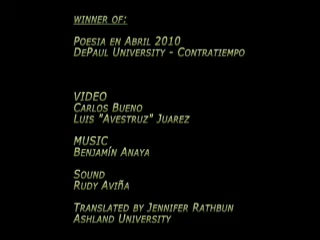 WINNER OF:
POESIA EN ABRIL 2010
DEPAUL UNIVERSITY - CONTRATIEMPO
VIDEO
CARLOS BUENO
LUIS "AVESTRUZ" JUAREZ
MUSIC
BENJAMÍN ANAYA
SOUND
RUDY AVIÑA
TRANSLATED BY JENNIFER RATHBUN
ASHLAND UNIVERSITY